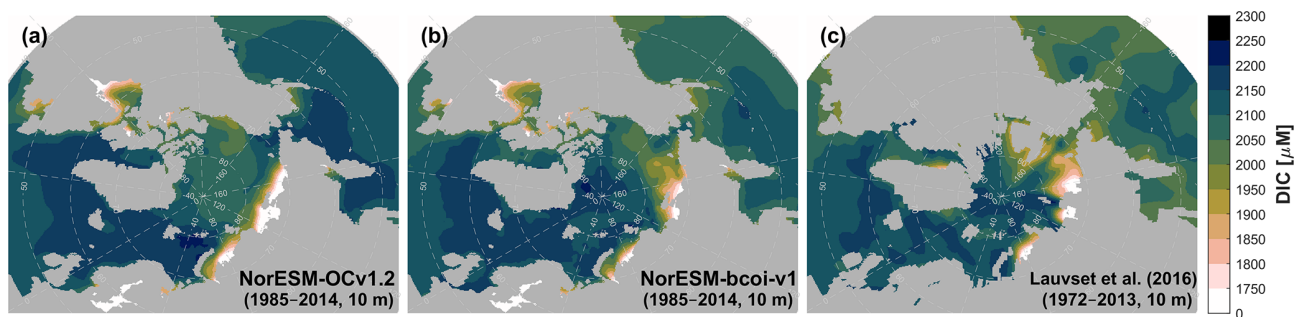 (a)
NorESM-OCv1.2
(1985–2014, 10 m)
(b)
NorESM-bcoi-v1
(1985–2014, 10 m)
(c)
Lauvset et al. (2016)
(1972–2013, 10 m)
2300
2250
2200
2150
2100
2050
2000
1950
1900
1850
1750
0
DIC [μM]